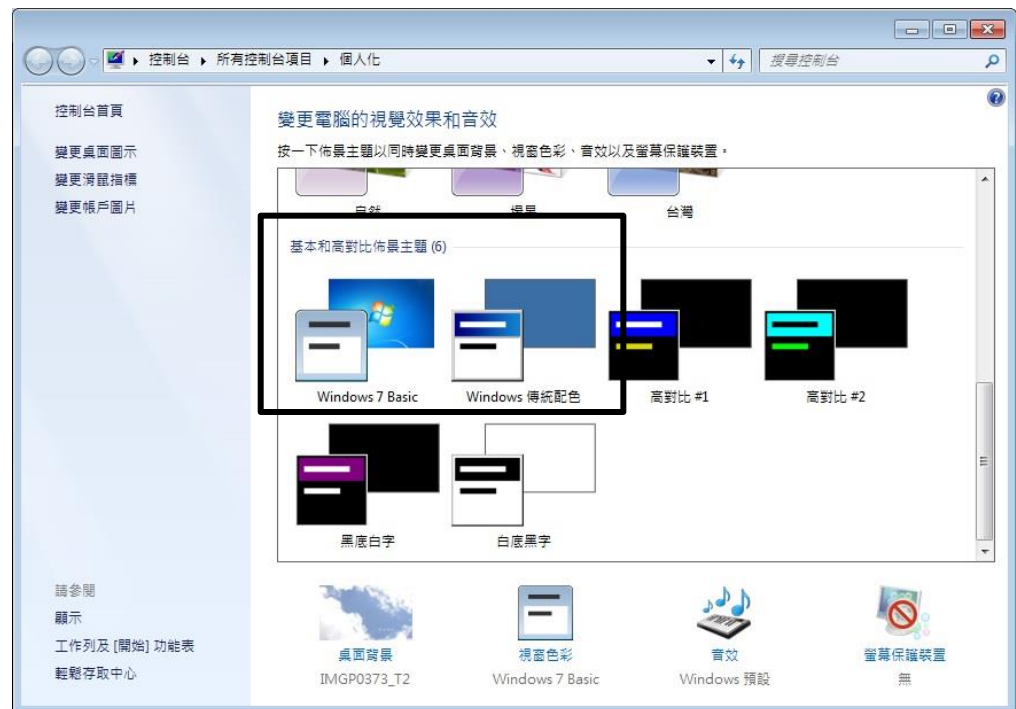 控制台 ▸ 所有控制台項目 ▸ 個人化
搜尋控制台
控制台首頁
變更桌面圖示
變更滑鼠指標
變更帳戶圖片
變更電腦的視覺效果和音效
按一下佈景主題以同時變更桌面背景、視窗色彩、音效以及螢幕保護裝置。
自然
場景
台灣
基本和高對比佈景主題 (6)
Windows 7 Basic
Windows 傳統配色
高對比 #1
高對比 #2
黑底白字
白底黑字
請參閱
顯示
工作列及 [開始] 功能表
輕鬆存取中心
桌面背景
IMGP0373_T2
視窗色彩
Windows 7 Basic
音效
Windows 預設
螢幕保護裝置
無